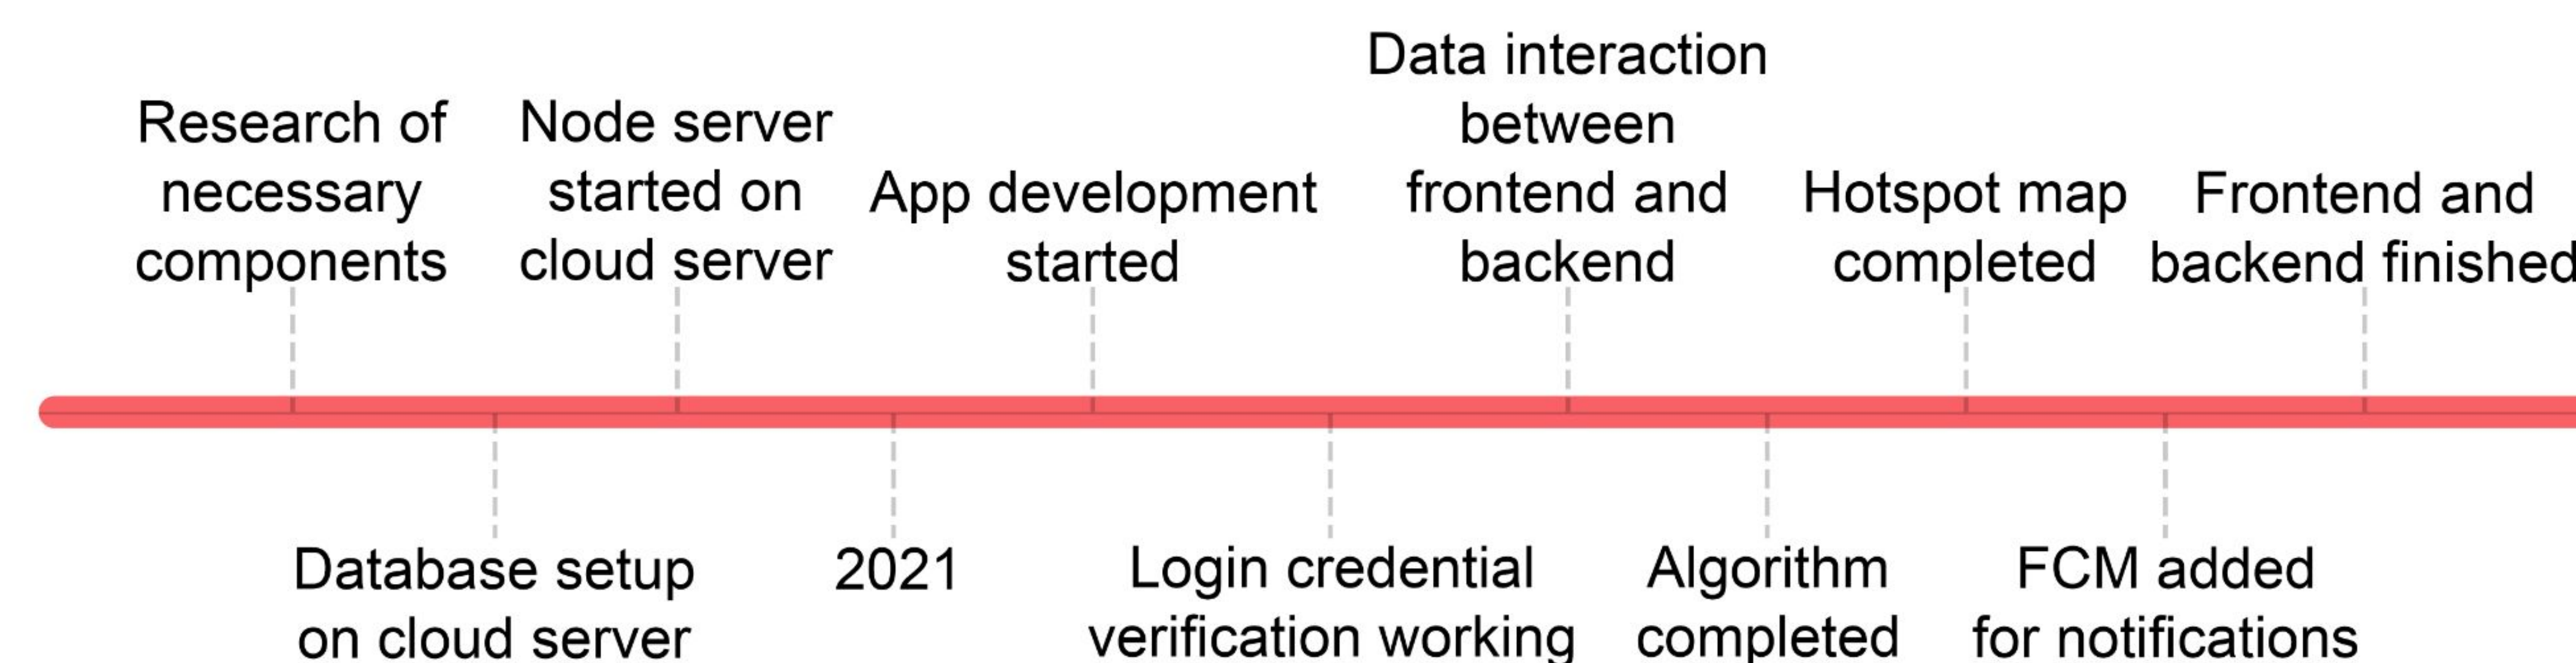 Research of
necessary
components
Node server
started on
cloud server
App development
started
Data interaction
between
frontend and
backend
Hotspot map
completed
Frontend and
backend finished
Database setup
on cloud server
2021
Login credential
verification working
Algorithm
completed
FCM added
for notifications